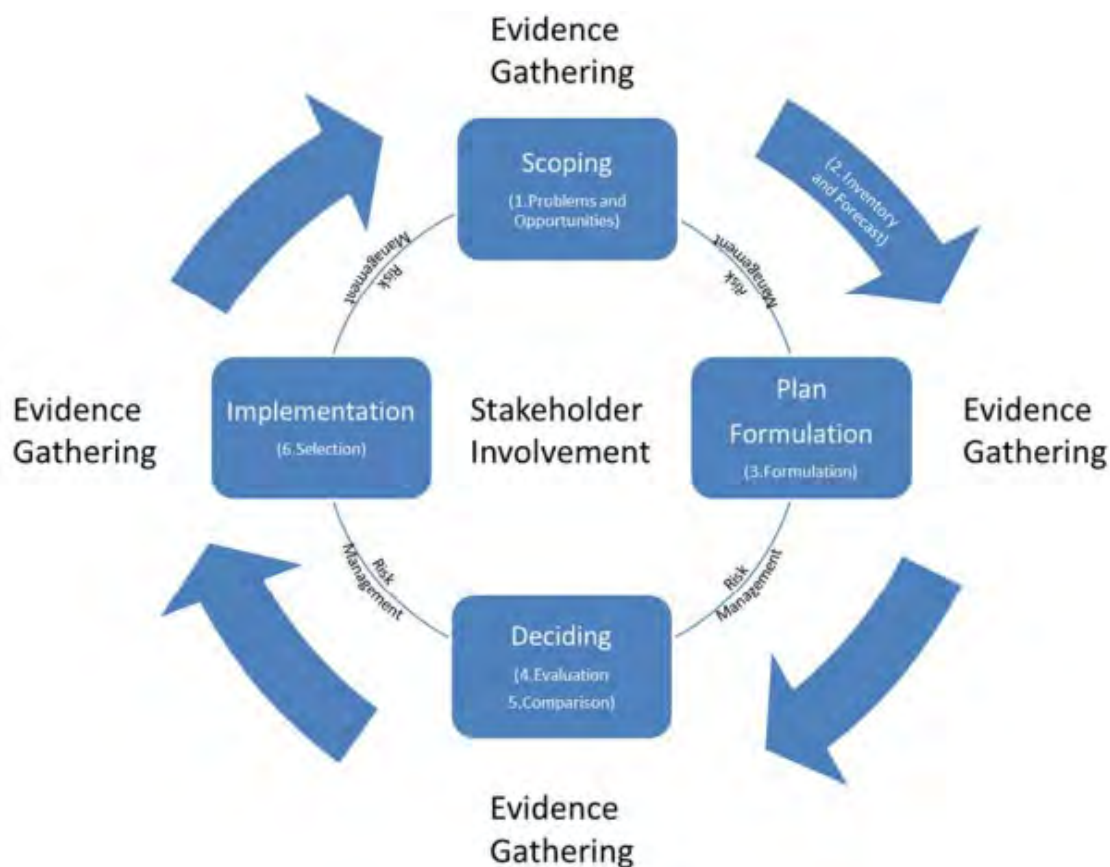 Evidence
Gathering
Scoping
(1.Problems and
Opportunities)
(2. Inventory
and Forecast)
Risk
Management
Risk
Management
Evidence
Gathering
Implementation
(6.Selection)
Stakeholder
Involvement
Plan
Formulation
(3.Formulation)
Evidence
Gathering
Risk
Management
Risk
Management
Deciding
(4.Evaluation
5.Comparison)
Evidence
Gathering